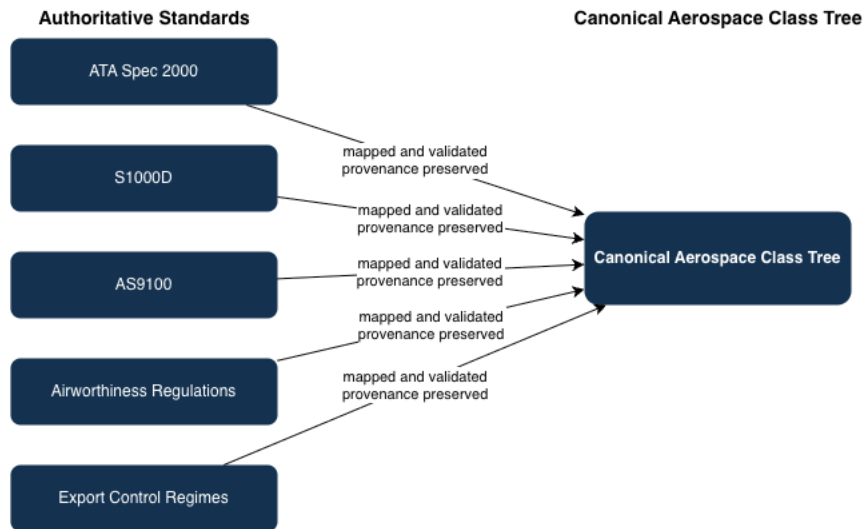 Authoritative Standards
Canonical Aerospace Class Tree
ATA Spec 2000
mapped and validated
provenance preserved
S1000D
mapped and validated
provenance preserved
Canonical Aerospace Class Tree
AS9100
mapped and validated
provenance preserved
mapped and validated
provenance preserved
Airworthiness Regulations
mapped and validated
provenance preserved
Export Control Regimes